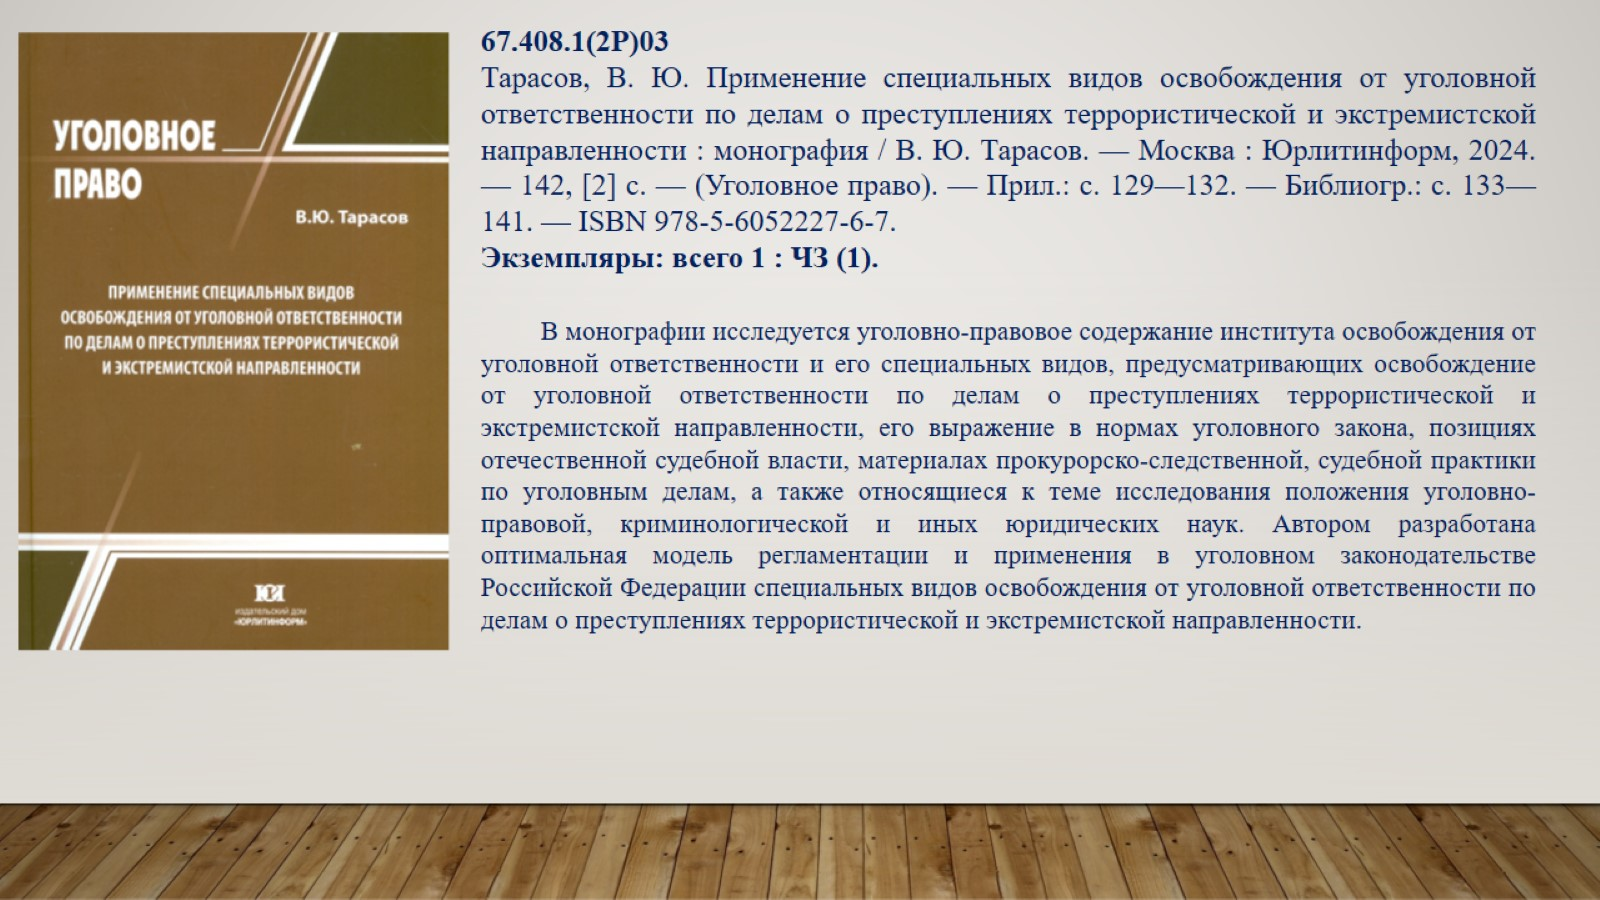 УГОЛОВНОЕ
ПРАВО
В.Ю. Тарасов
ПРИМЕНЕНИЕ СПЕЦИАЛЬНЫХ ВИДОВ
ОСВОБОЖДЕНИЯ ОТ УГОЛОВНОЙ ОТВЕТСТВЕННОСТИ
ПО ДЕЛАМ О ПРЕСТУПЛЕНИЯХ ТЕРРОРИСТИЧЕСКОЙ
И ЭКСТРЕМИСТСКОЙ НАПРАВЛЕННОСТИ
ИЗДАТЕЛЬСКИЙ ДОМ
«ЮРЛИТИНФОРМ»
67.408.1(2Р)03
Тарасов, В. Ю. Применение специальных видов освобождения от уголовной
ответственности по делам о преступлениях террористической и экстремистской
направленности : монография / В. Ю. Тарасов. — Москва : Юрлитинформ, 2024.
— 142, [2] с. — (Уголовное право). — Прил.: с. 129—132. — Библиогр.: с. 133—
141. — ISBN 978-5-6052227-6-7.
Экземпляры: всего 1 : ЧЗ (1).
В монографии исследуется уголовно-правовое содержание института освобождения от
уголовной ответственности и его специальных видов, предусматривающих освобождение
от уголовной ответственности по делам о преступлениях террористической и
экстремистской направленности, его выражение в нормах уголовного закона, позициях
отечественной судебной власти, материалах прокурорско-следственной, судебной практики
по уголовным делам, а также относящиеся к теме исследования положения уголовно-
правовой, криминологической и иных юридических наук. Автором разработана
оптимальная модель регламентации и применения в уголовном законодательстве
Российской Федерации специальных видов освобождения от уголовной ответственности по
делам о преступлениях террористической и экстремистской направленности.